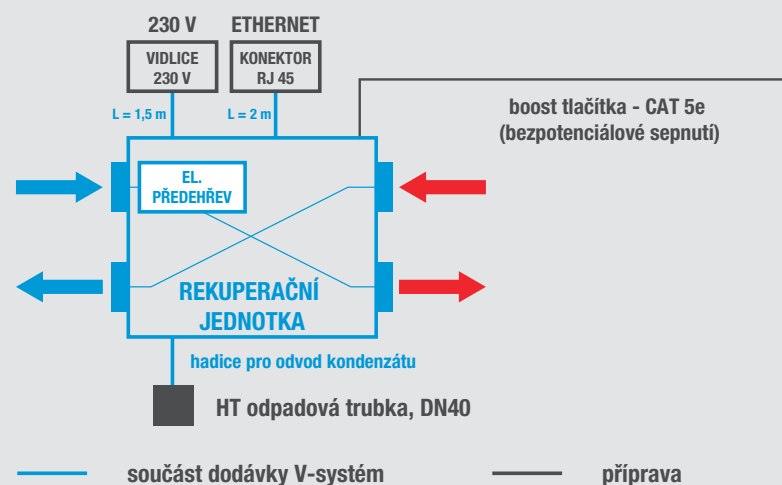 230 V
ETHERNET
VIDLICE
230 V
KONEKTOR
RJ 45
L = 1,5 m
L = 2 m
boost tlačítka - CAT 5e
(bezpotenciálové sepnutí)
EL.
PŘEDEHŘEV
REKUPERAČNÍ
JEDNOTKA
hadice pro odvod kondenzátu
HT odpadová trubka, DN40
součást dodávky V-systém
příprava